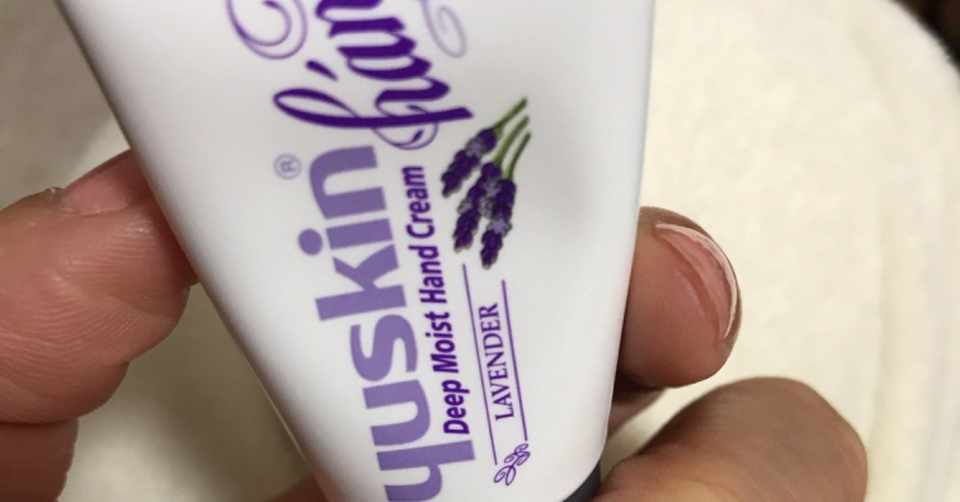 yuskin®
Deep Moist Hand Cream
LAVENDER